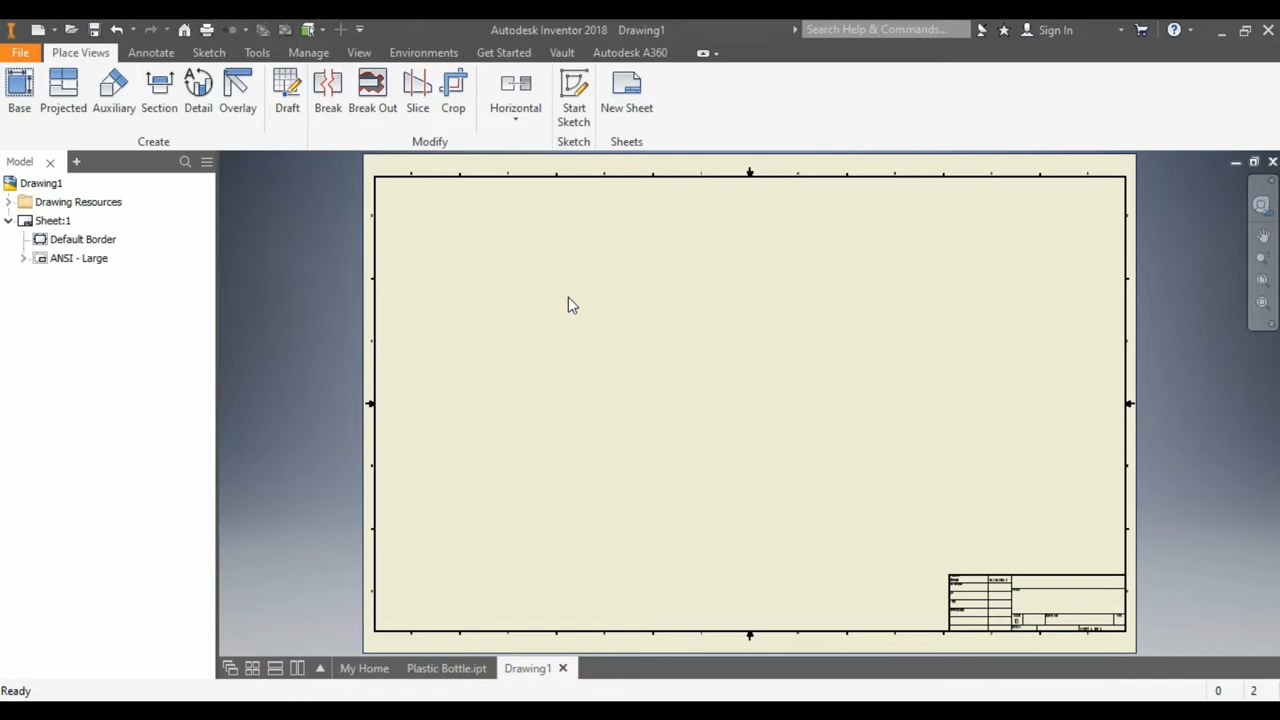 Autodesk Inventor 2018 Drawing1
Search Help & Commands...
Sign In
File Place Views Annotate Sketch Tools Manage View Environments Get Started Vault Autodesk A360
Base Projected Auxiliary Section Detail Overlay Draft Break Break Out Slice Crop Horizontal Start Sketch New Sheet
Create Modify Sketch Sheets
Model
Drawing1
Drawing Resources
Sheet:1
Default Border
ANSI - Large
My Home Plastic Bottle.ipt Drawing1
Ready 0 2